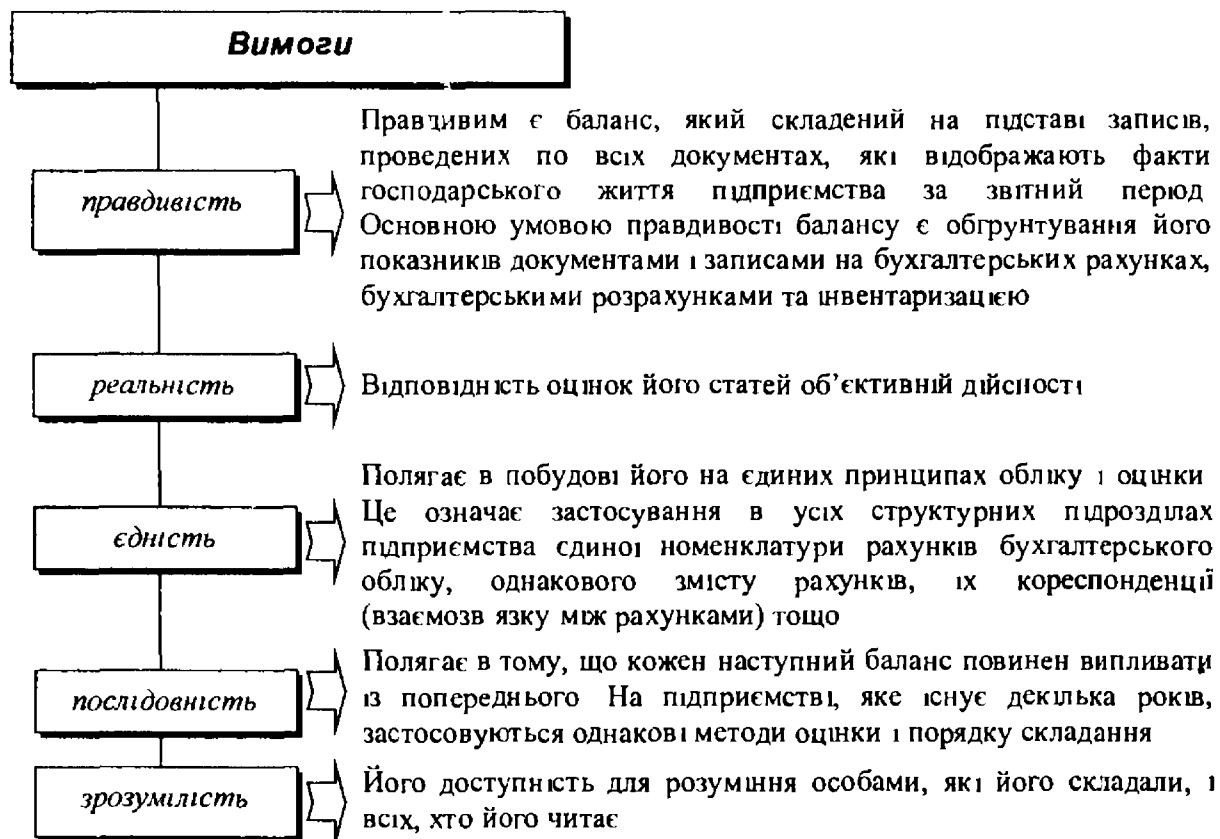 Вимоги
правдивість
Правдивим є баланс, який складений на підставі записів,
проведених по всіх документах, які відображають факти
господарського життя підприємства за звітний період
Основною умовою правдивості балансу є обгрунтування його
показників документами і записами на бухгалтерських рахунках,
бухгалтерськими розрахунками та інвентаризацією
реальність
Відповідність оцінок його статей об’єктивній дійсності
єдність
Полягає в побудові його на єдиних принципах обліку і оцінки
Це означає застосування в усіх структурних підрозділах
підприємства єдиної номенклатури рахунків бухгалтерського
обліку, однакового змісту рахунків, їх кореспонденції
(взаємозв язку між рахунками) тощо
послідовність
Полягає в тому, що кожен наступний баланс повинен випливати
із попереднього На підприємстві, яке існує декілька років,
застосовуються однакові методи оцінки і порядку складання
зрозумілість
Його доступність для розуміння особами, які його складали, і
всіх, хто його читає